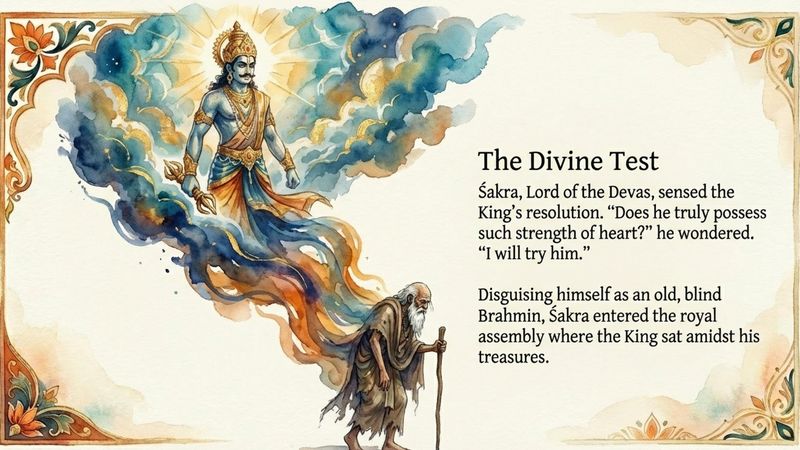 The Divine Test
Śakra, Lord of the Devas, sensed the
King’s resolution. “Does he truly possess
such strength of heart?” he wondered.
“I will try him.”
Disguising himself as an old, blind
Brahmin, Śakra entered the royal
assembly where the King sat amidst his
treasures.